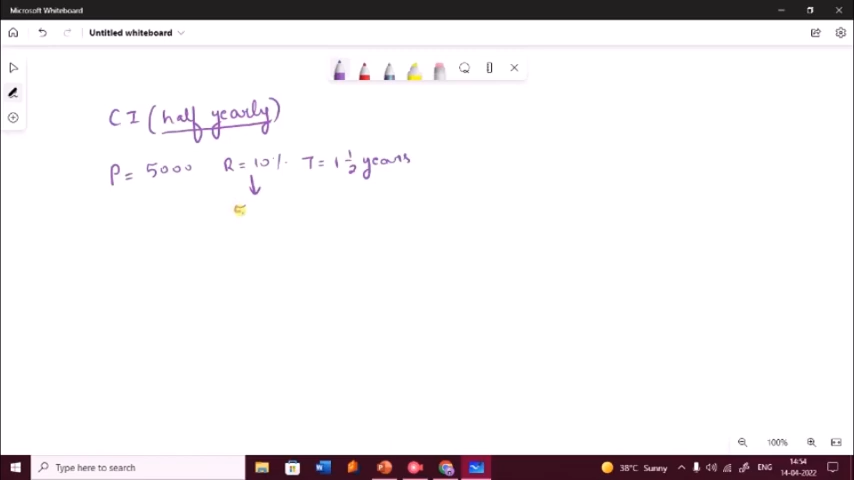 Microsoft Whiteboard
Untitled whiteboard
CI (half yearly)
P = 5000 R = 10% T = 1 1/2 years
5
100%
Type here to search
38°C Sunny
ENG
14:54
14-04-2022